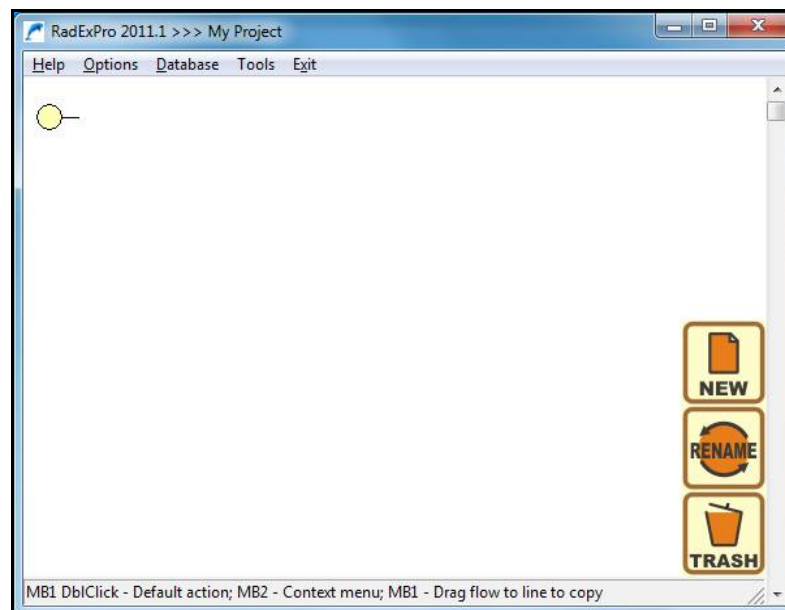 RadExPro 2011.1 >>> My Project
Help Options Database Tools Exit
NEW
RENAME
TRASH
MB1 DblClick - Default action; MB2 - Context menu; MB1 - Drag flow to line to copy